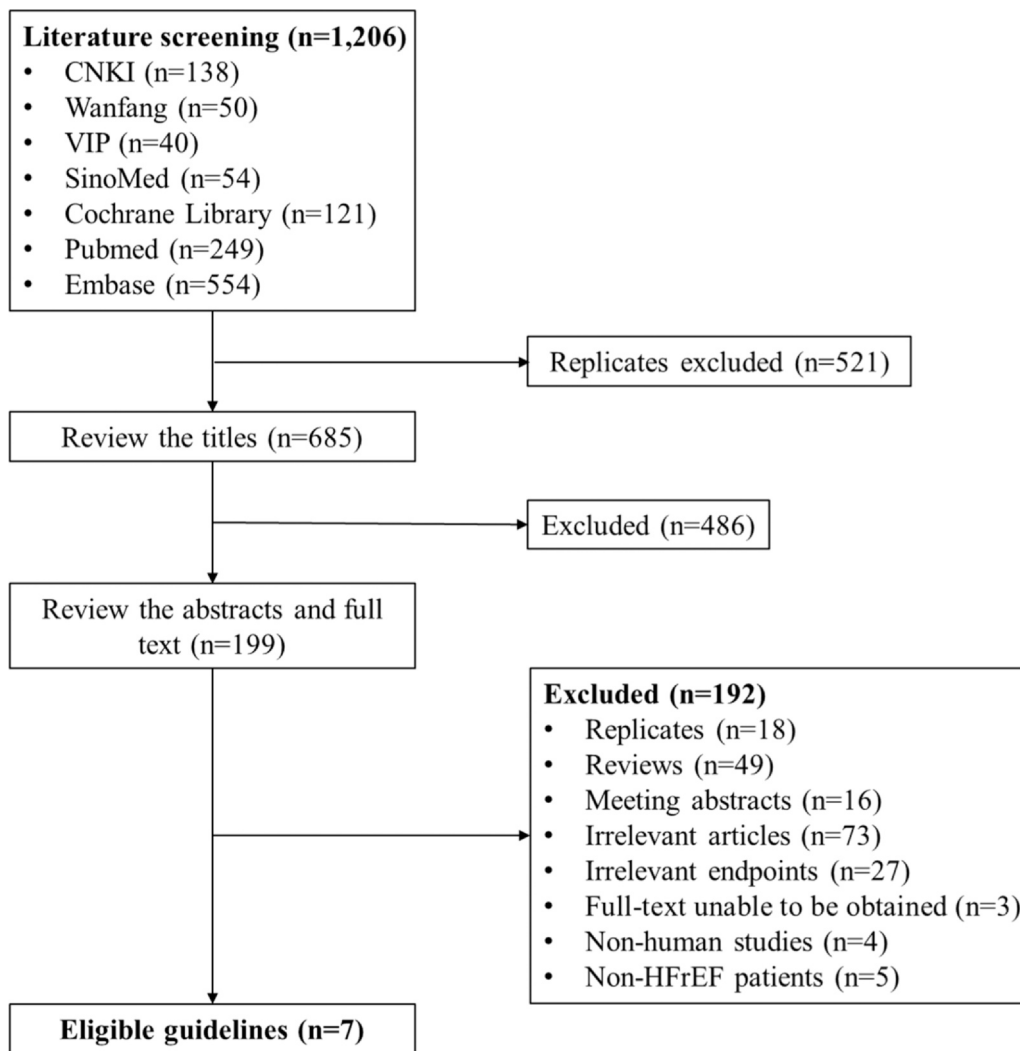 Literature screening (n=1,206)
• CNKI (n=138)
• Wanfang (n=50)
• VIP (n=40)
• SinoMed (n=54)
• Cochrane Library (n=121)
• Pubmed (n=249)
• Embase (n=554)
Replicates excluded (n=521)
Review the titles (n=685)
Excluded (n=486)
Review the abstracts and full
text (n=199)
Excluded (n=192)
• Replicates (n=18)
• Reviews (n=49)
• Meeting abstracts (n=16)
• Irrelevant articles (n=73)
• Irrelevant endpoints (n=27)
• Full-text unable to be obtained (n=3)
• Non-human studies (n=4)
• Non-HFrEF patients (n=5)
Eligible guidelines (n=7)